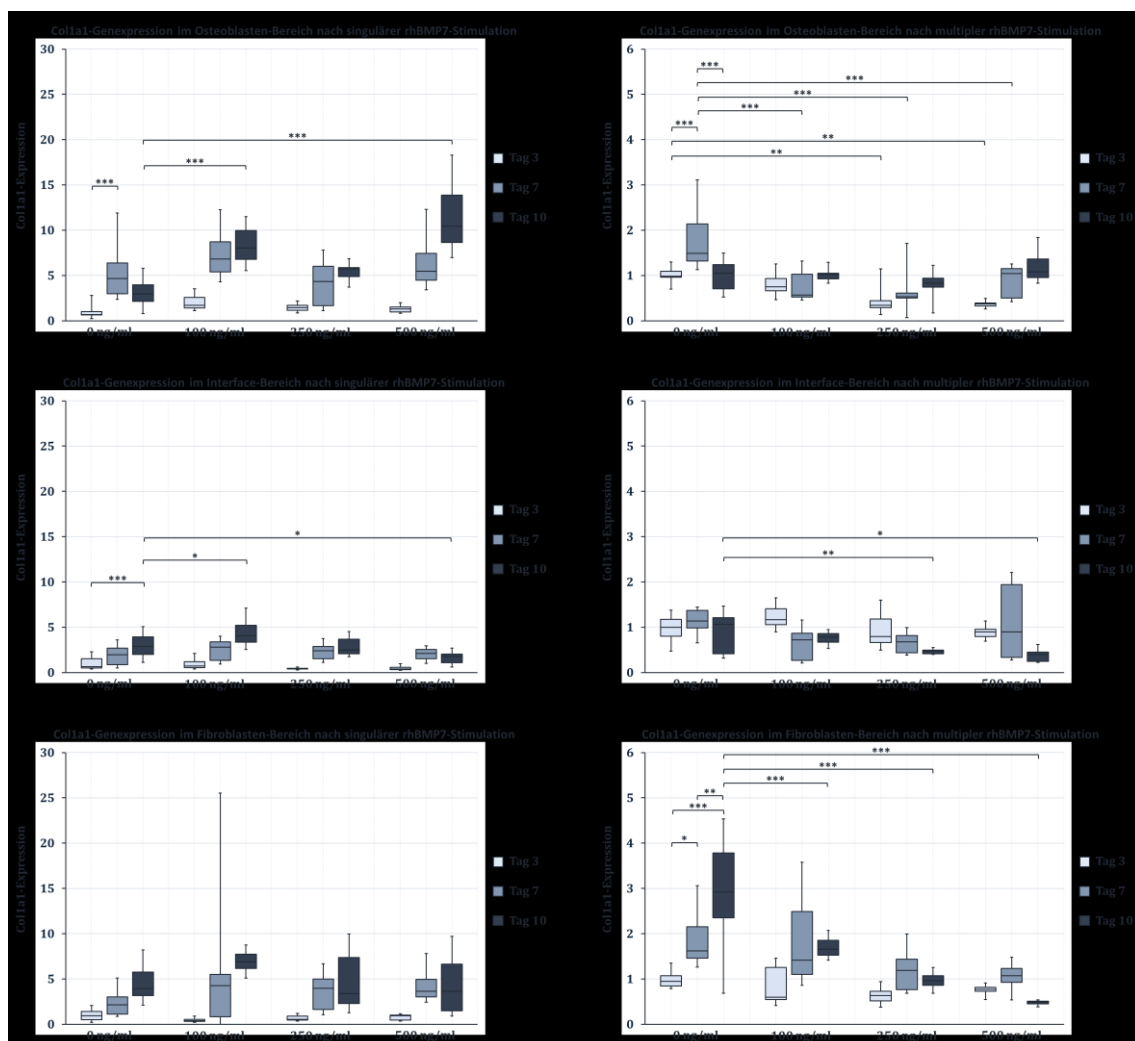 Col1a1-Genexpression im Osteoblasten-Bereich nach singulärer rhBMP7-Stimulation
Col1a1-Expression
30
25
20
15
10
5
0
***
***
***
0 ng/ml 100 ng/ml 250 ng/ml 500 ng/ml
Tag 3
Tag 7
Tag 10
Col1a1-Genexpression im Osteoblasten-Bereich nach multipler rhBMP7-Stimulation
Col1a1-Expression
6
5
4
3
2
1
0
***
***
***
***
***
**
**
0 ng/ml 100 ng/ml 250 ng/ml 500 ng/ml
Tag 3
Tag 7
Tag 10
Col1a1-Genexpression im Interface-Bereich nach singulärer rhBMP7-Stimulation
Col1a1-Expression
30
25
20
15
10
5
0
*
*
***
0 ng/ml 100 ng/ml 250 ng/ml 500 ng/ml
Tag 3
Tag 7
Tag 10
Col1a1-Genexpression im Interface-Bereich nach multipler rhBMP7-Stimulation
Col1a1-Expression
6
5
4
3
2
1
0
*
**
0 ng/ml 100 ng/ml 250 ng/ml 500 ng/ml
Tag 3
Tag 7
Tag 10
Col1a1-Genexpression im Fibroblasten-Bereich nach singulärer rhBMP7-Stimulation
Col1a1-Expression
30
25
20
15
10
5
0
0 ng/ml 100 ng/ml 250 ng/ml 500 ng/ml
Tag 3
Tag 7
Tag 10
Col1a1-Genexpression im Fibroblasten-Bereich nach multipler rhBMP7-Stimulation
Col1a1-Expression
6
5
4
3
2
1
0
***
***
***
**
***
*
0 ng/ml 100 ng/ml 250 ng/ml 500 ng/ml
Tag 3
Tag 7
Tag 10